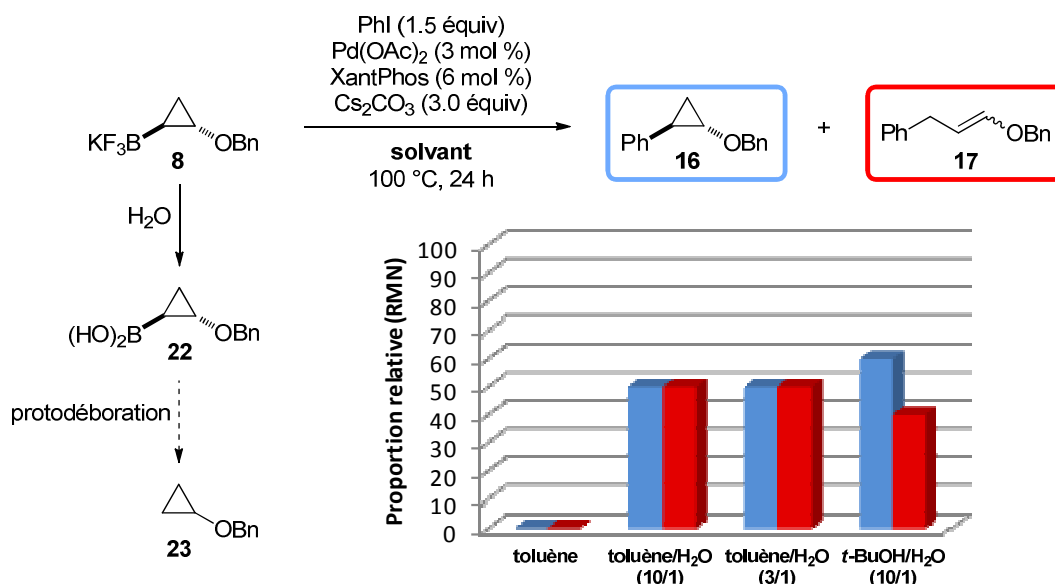 PhI (1.5 équiv)
Pd(OAc)2 (3 mol %)
XantPhos (6 mol %)
Cs2CO3 (3.0 équiv)
solvant
100 °C, 24 h
KF3B
OBn
8
Ph
OBn
16
+
Ph
OBn
17
H2O
(HO)2B
OBn
22
protodéboration
OBn
23
Proportion relative (RMN)
100
90
80
70
60
50
40
30
20
10
0
toluène
toluène/H2O
(10/1)
toluène/H2O
(3/1)
t-BuOH/H2O
(10/1)